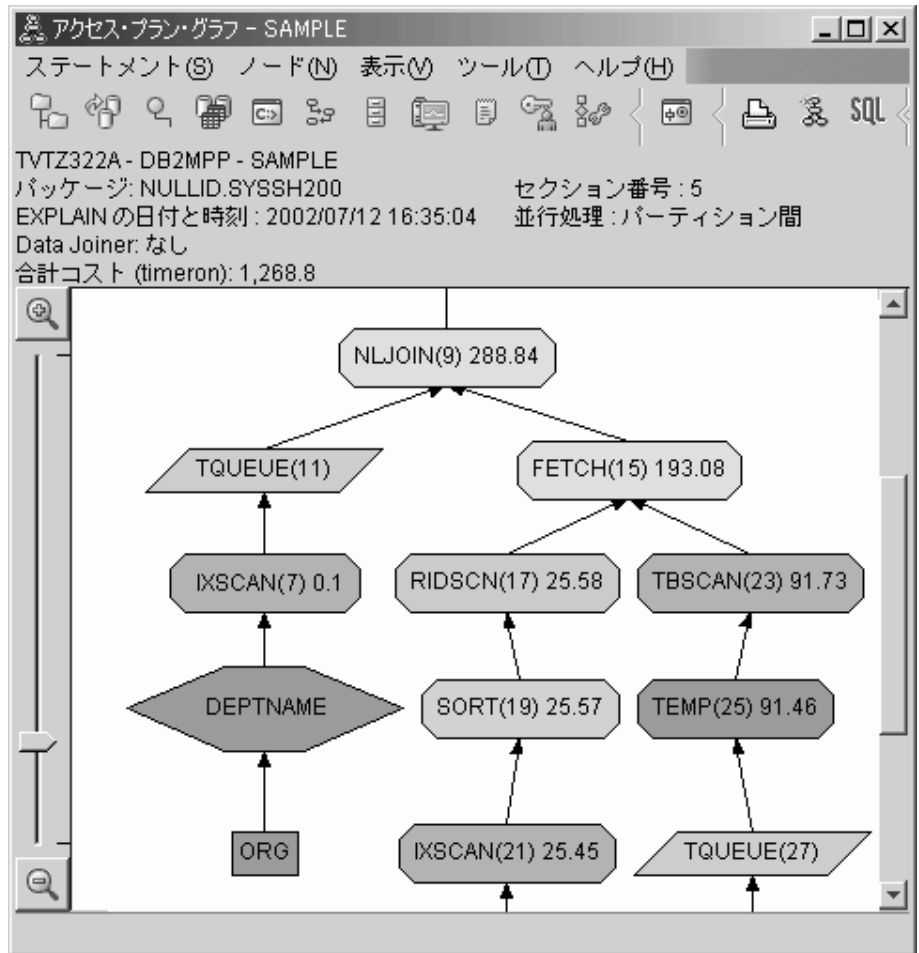 アクセス・プラン・グラフ - SAMPLE
ステートメント(S) ノード(N) 表示(V) ツール(T) ヘルプ(H)
C:>
SQL
TVTZ322A - DB2MPP - SAMPLE
パッケージ: NULLID.SYSSH200 セクション番号 : 5
EXPLAIN の日付と時刻 : 2002/07/12 16:35:04 並行処理 : パーティション間
Data Joiner: なし
合計コスト (timeron): 1,268.8
NLJOIN(9) 288.84
TQUEUE(11) FETCH(15) 193.08
IXSCAN(7) 0.1 RIDSCN(17) 25.58 TBSCAN(23) 91.73
DEPTNAME SORT(19) 25.57 TEMP(25) 91.46
ORG IXSCAN(21) 25.45 TQUEUE(27)